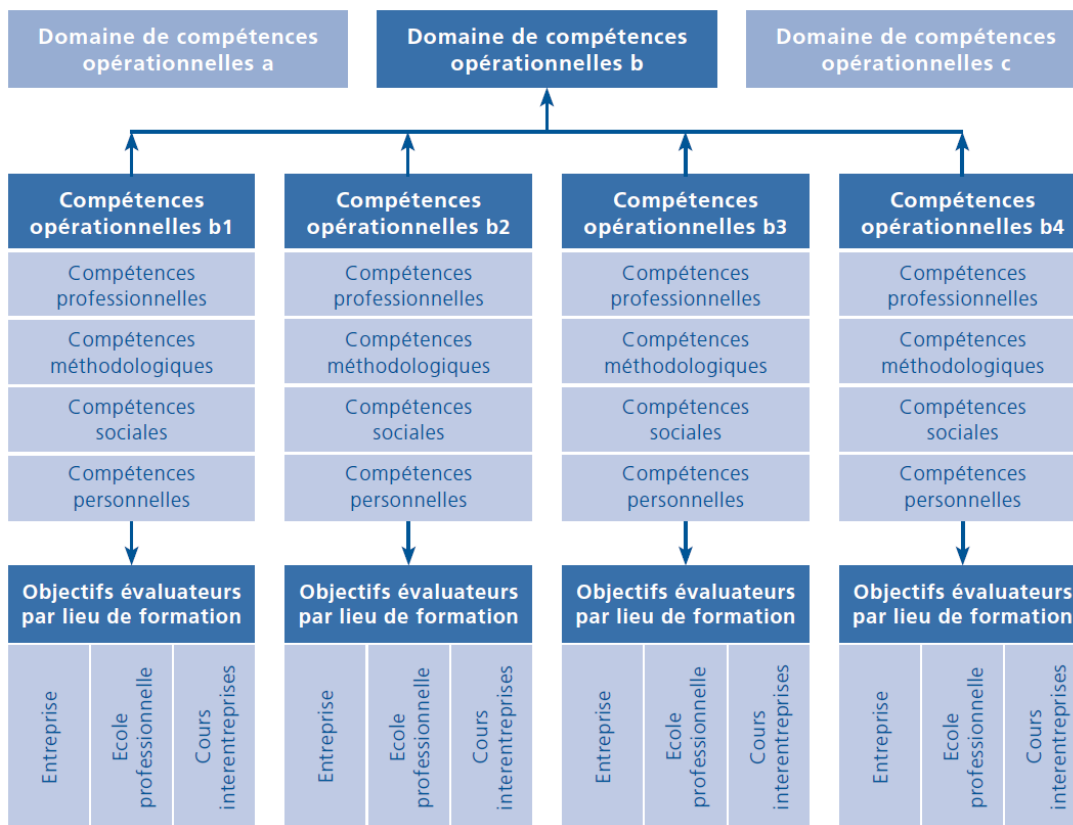 Domaine de compétences
opérationnelles a
Domaine de compétences
opérationnelles b
Domaine de compétences
opérationnelles c
Compétences
opérationnelles b1
Compétences
professionnelles
Compétences
méthodologiques
Compétences
sociales
Compétences
personnelles
Objectifs évaluateurs
par lieu de formation
Entreprise
Ecole
professionnelle
Cours
interentreprises
Compétences
opérationnelles b2
Compétences
professionnelles
Compétences
méthodologiques
Compétences
sociales
Compétences
personnelles
Objectifs évaluateurs
par lieu de formation
Entreprise
Ecole
professionnelle
Cours
interentreprises
Compétences
opérationnelles b3
Compétences
professionnelles
Compétences
méthodologiques
Compétences
sociales
Compétences
personnelles
Objectifs évaluateurs
par lieu de formation
Entreprise
Ecole
professionnelle
Cours
interentreprises
Compétences
opérationnelles b4
Compétences
professionnelles
Compétences
méthodologiques
Compétences
sociales
Compétences
personnelles
Objectifs évaluateurs
par lieu de formation
Entreprise
Ecole
professionnelle
Cours
interentreprises